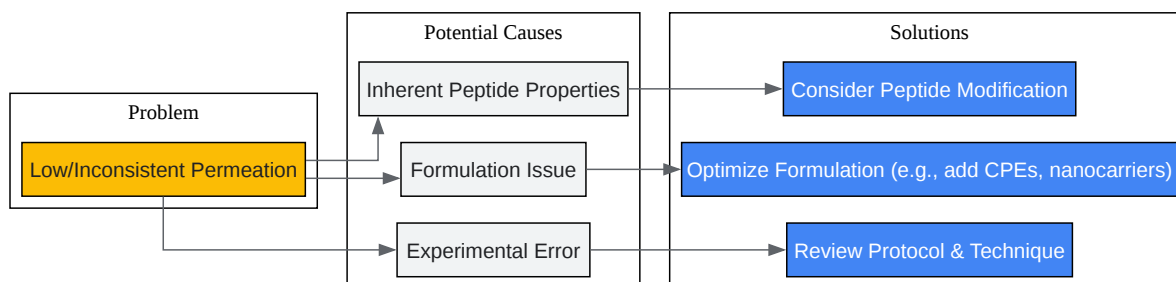 Problem
Low/Inconsistent Permeation
Potential Causes
Inherent Peptide Properties
Formulation Issue
Experimental Error
Solutions
Consider Peptide Modification
Optimize Formulation (e.g., add CPEs, nanocarriers)
Review Protocol & Technique